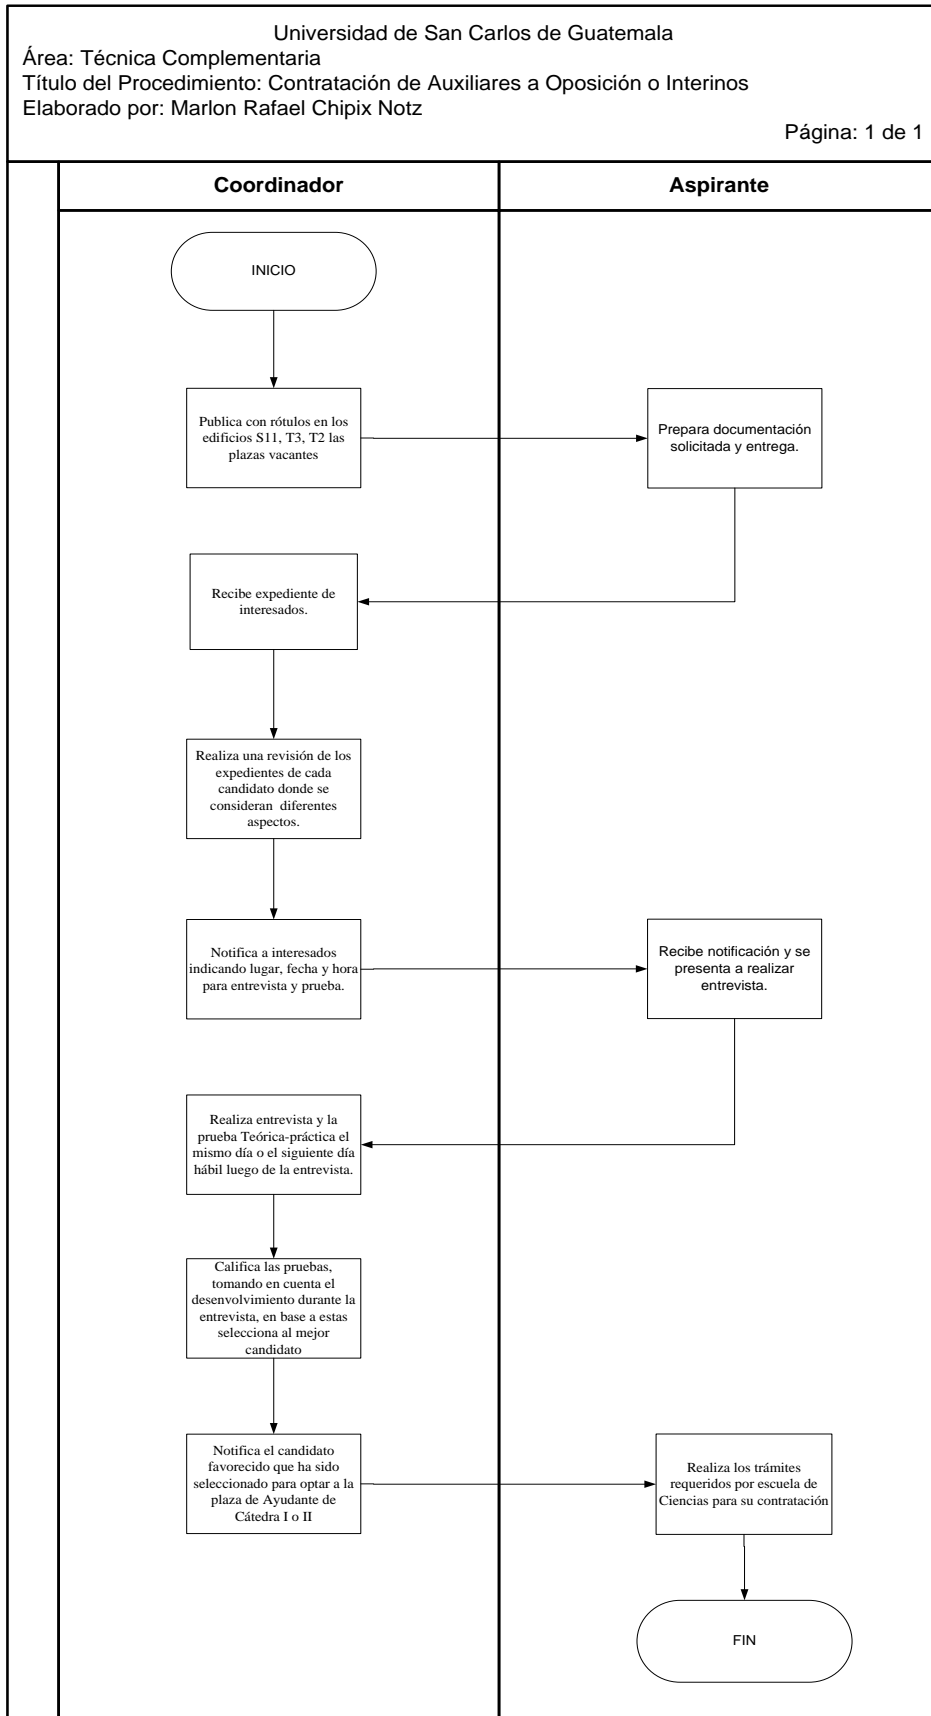 Universidad de San Carlos de Guatemala
Área: Técnica Complementaria
Título del Procedimiento: Contratación de Auxiliares a Oposición o Interinos
Elaborado por: Marlon Rafael Chipix Notz
Página: 1 de 1
Coordinador
Aspirante
INICIO
Publica con rótulos en los
edificios S11, T3, T2 las
plazas vacantes
Prepara documentación
solicitada y entrega.
Recibe expediente de
interesados.
Realiza una revisión de los
expedientes de cada
candidato donde se
consideran  diferentes
aspectos.
Notifica a interesados
indicando lugar, fecha y hora
para entrevista y prueba.
Recibe notificación y se
presenta a realizar
entrevista.
Realiza entrevista y la
prueba Teórica-práctica el
mismo día o el siguiente día
hábil luego de la entrevista.
Califica las pruebas,
tomando en cuenta el
desenvolvimiento durante la
entrevista, en base a estas
selecciona al mejor
candidato
Notifica el candidato
favorecido que ha sido
seleccionado para optar a la
plaza de Ayudante de
Cátedra I o II
Realiza los trámites
requeridos por escuela de
Ciencias para su contratación
FIN